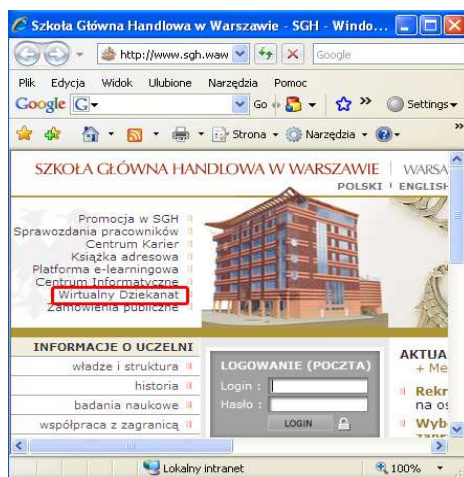 Szkoła Główna Handlowa w Warszawie - SGH - Windo...
http://www.sgh.waw
Google
Plik Edycja Widok Ulubione Narzędzia Pomoc
Google G Go » Settings
Strona Narzędzia »
SZKOŁA GŁÓWNA HANDLOWA W WARSZAWIE | WARSA
POLSKI ENGLISH
Promocja w SGH
Sprawozdania pracowników
Centrum Karier
Książka adresowa
Platforma e-learningowa
Centrum Informatyczne
Wirtualny Dziekanat
Zamówienia publiczne
INFORMACJE O UCZELNI
władze i struktura
historia
badania naukowe
współpraca z zagranicą
LOGOWANIE (POCZTA)
Login :
Hasło :
LOGIN
AKTUA
+ Me
Rekr
na os
Wyb
Lokalny intranet 100%